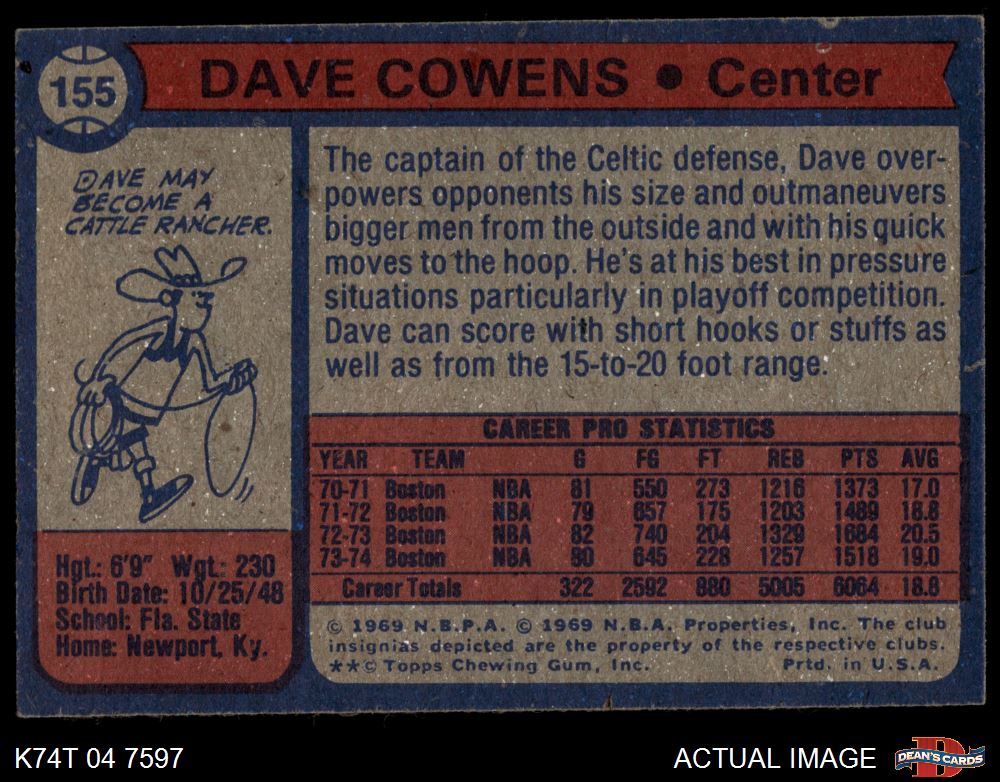 155
DAVE COWENS • Center
DAVE MAY
BECOME A
CATTLE RANCHER.
Hgt.: 6'9" Wgt.: 230
Birth Date: 10/25/48
School: Fla. State
Home: Newport, Ky.
The captain of the Celtic defense, Dave over-
powers opponents his size and outmaneuvers
bigger men from the outside and with his quick
moves to the hoop. He's at his best in pressure
situations particularly in playoff competition.
Dave can score with short hooks or stuffs as
well as from the 15-to-20 foot range.
CAREER PRO STATISTICS
YEAR TEAM G FG FT REB PTS AVG
70-71 Boston NBA 81 550 273 1216 1373 17.0
71-72 Boston NBA 79 657 175 1203 1489 18.8
72-73 Boston NBA 82 740 204 1329 1684 20.5
73-74 Boston NBA 80 645 228 1257 1518 19.0
Career Totals 322 2592 880 5005 6064 18.8
© 1969 N.B.P.A. © 1969 N.B.A. Properties, Inc. The club
insignias depicted are the property of the respective clubs.
**© Topps Chewing Gum, Inc. Prtd. in U.S.A.
K74T 04 7597
ACTUAL IMAGE
DEAN'S CARDS